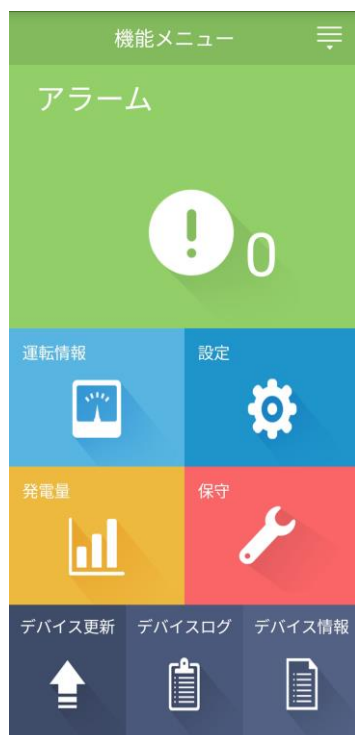 機能メニュー
アラーム
0
運転情報
設定
発電量
保守
デバイス更新
デバイスログ
デバイス情報